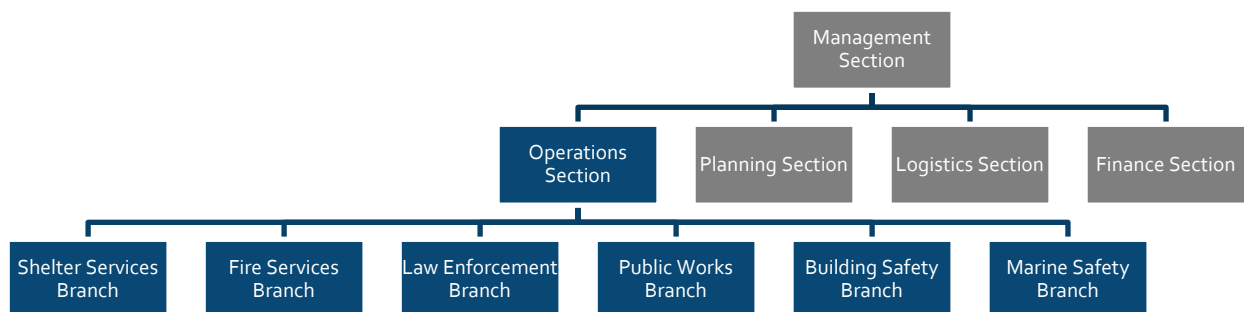 Management
Section
Operations
Section
Planning Section
Logistics Section
Finance Section
Shelter Services
Branch
Fire Services
Branch
Law Enforcement
Branch
Public Works
Branch
Building Safety
Branch
Marine Safety
Branch